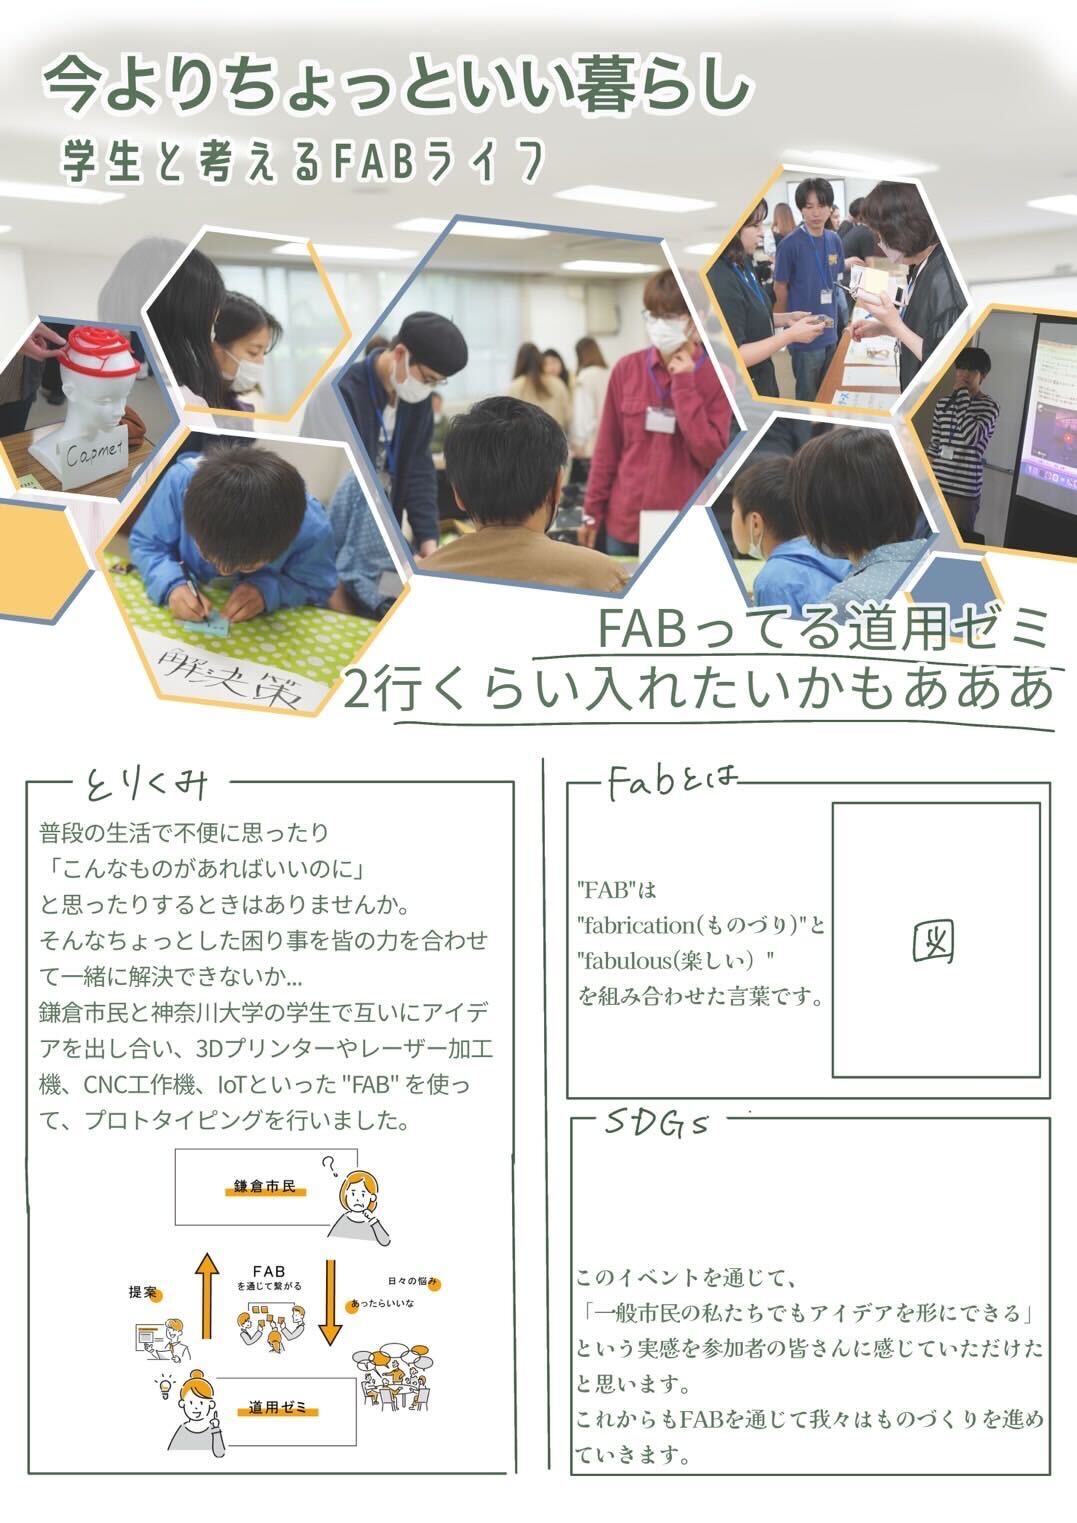 今よりちょっといい暮らし
学生と考えるFABライフ
Capmet
解決策
FABってる道用ゼミ
2行くらい入れたいかもあああ
とりくみ
普段の生活で不便に思ったり
「こんなものがあればいいのに」
と思ったりするときはありませんか。
そんなちょっとした困り事を皆の力を合わせ
て一緒に解決できないか...
鎌倉市民と神奈川大学の学生で互いにアイデ
アを出し合い、3Dプリンターやレーザー加工
機、CNC工作機、IoTといった "FAB" を使っ
て、プロトタイピングを行いました。
?
鎌倉市民
提案
FAB
を通じて繋がる
日々の悩み
あったらいいな
道用ゼミ
Fabとは
"FAB"は
"fabrication(ものづり)"と
"fabulous(楽しい）"
を組み合わせた言葉です。
図
SDGs
このイベントを通じて、
「一般市民の私たちでもアイデアを形にできる」
という実感を参加者の皆さんに感じていただけた
と思います。
これからもFABを通じて我々はものづくりを進め
ていきます。